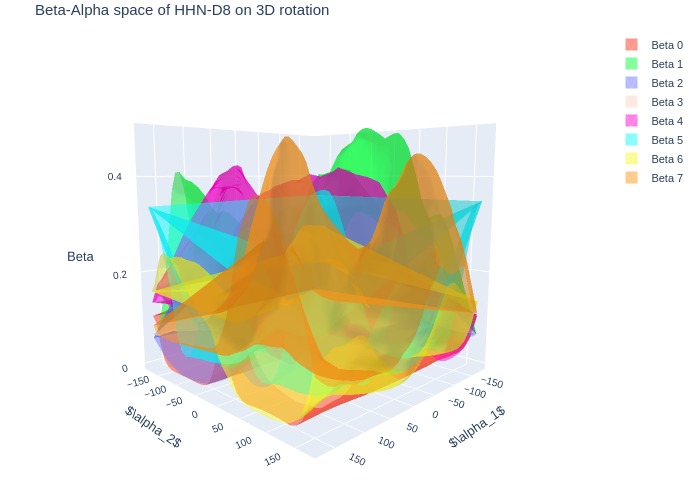 Beta-Alpha space of HHN-D8 on 3D rotation
Beta 0
Beta 1
Beta 2
Beta 3
Beta 4
Beta 5
Beta 6
Beta 7
0.4
Beta
0.2
0
−150
−100
−50
0
50
100
150
$\alpha_2$
−150
−100
−50
0
50
100
150
$\alpha_1$